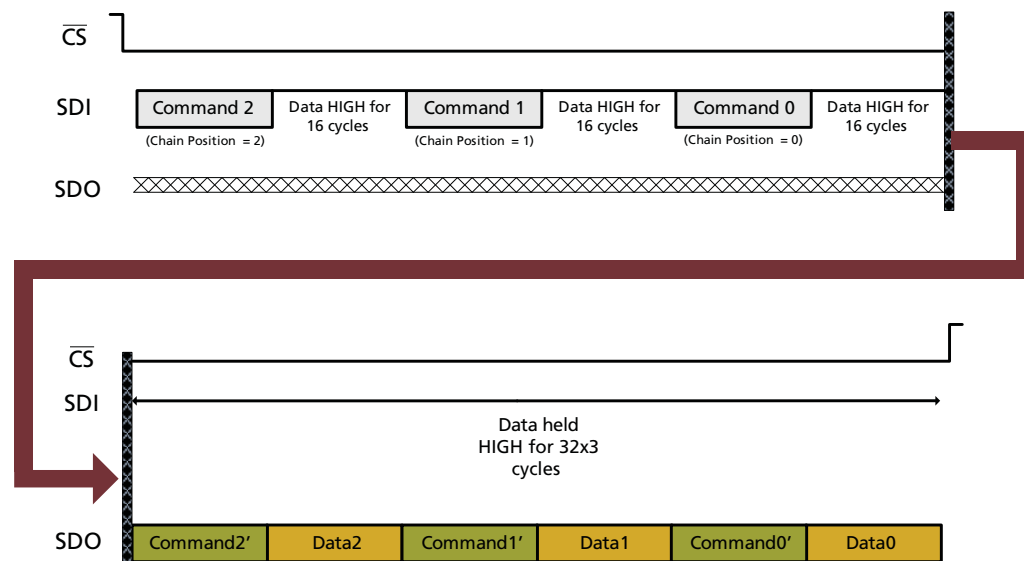 CS
SDI
Command 2
Data HIGH for
16 cycles
Command 1
Data HIGH for
16 cycles
Command 0
Data HIGH for
16 cycles
(Chain Position = 2)
(Chain Position = 1)
(Chain Position = 0)
SDO
CS
SDI
Data held
HIGH for 32x3
cycles
SDO
Command2’
Data2
Command1’
Data1
Command0’
Data0